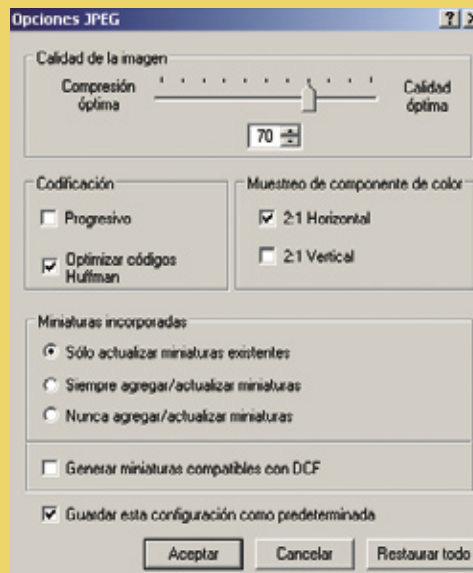 Opciones JPEG
Calidad de la imagen
Compresión óptima
Calidad óptima
70
Codificación
Progresivo
Optimizar códigos
Huffman
Muestreo de componente de color
2:1 Horizontal
2:1 Vertical
Miniaturas incorporadas
Sólo actualizar miniaturas existentes
Siempre agregar/actualizar miniaturas
Nunca agregar/actualizar miniaturas
Generar miniaturas compatibles con DCF
Guardar esta configuración como predeterminada
Aceptar
Cancelar
Restaurar todo